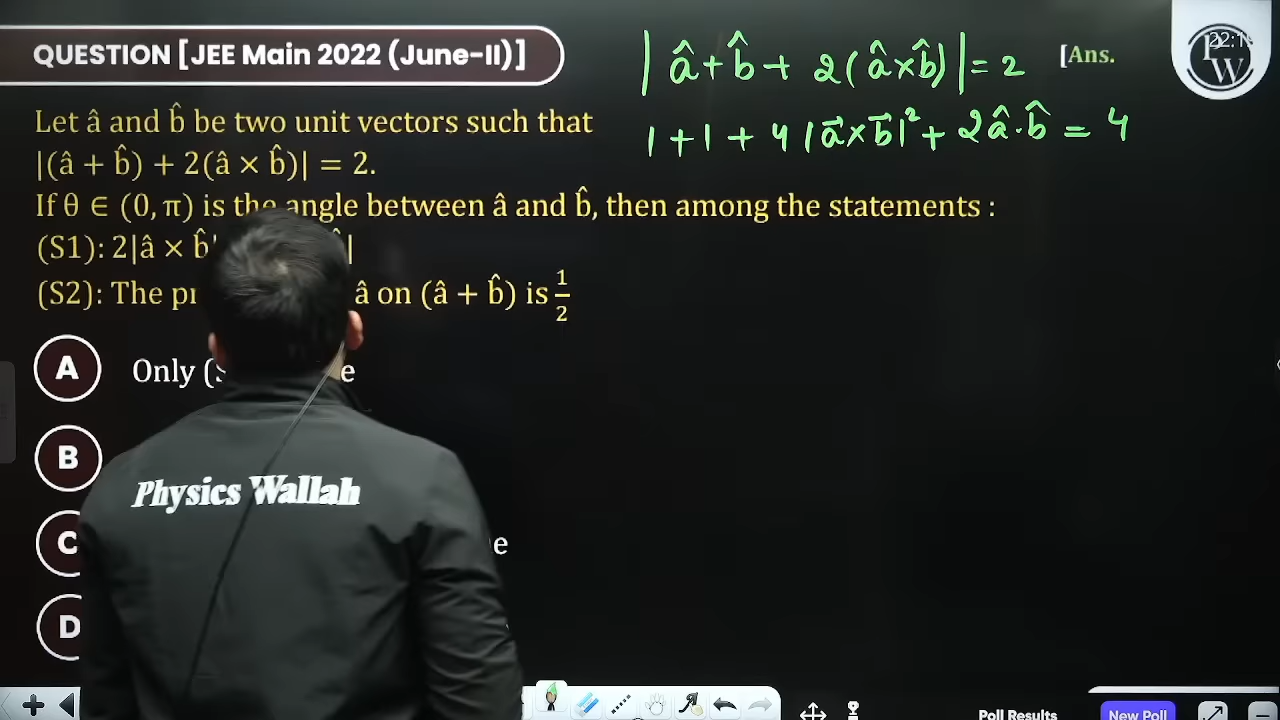 QUESTION [JEE Main 2022 (June-II)]
|â+b̂+ 2(â×b̂)|=2
[Ans.
Let â and b̂ be two unit vectors such that
1+1+4|a⃗×b⃗|²+2â·b̂=4
|(â + b̂) + 2(â × b̂)| = 2.
If θ ∈ (0, π) is the angle between â and b̂, then among the statements :
(S1): 2|â × b̂|
(S2): The â on (â + b̂) is 1/2
A Only
B
C
D
Physics Wallah
Poll Results New Poll